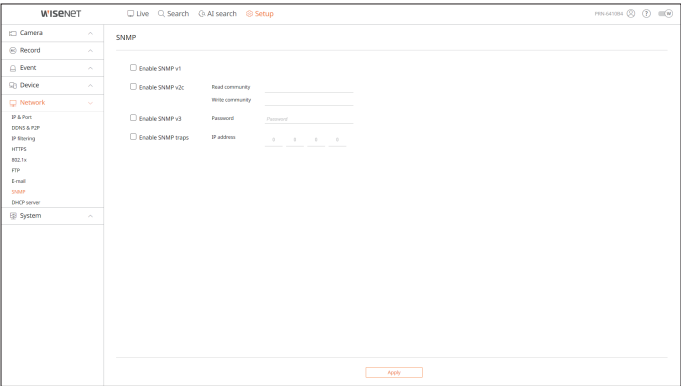 WISENET
Live Search AI search Setup
PRN-6410B4 ?
Camera
Record
Event
Device
Network
IP & Port
DDNS & P2P
IP filtering
HTTPS
802.1x
FTP
E-mail
SNMP
DHCP server
System
SNMP
Enable SNMP v1
Enable SNMP v2c Read community
Write community
Enable SNMP v3 Password Password
Enable SNMP traps IP address 0 0 0 0
Apply